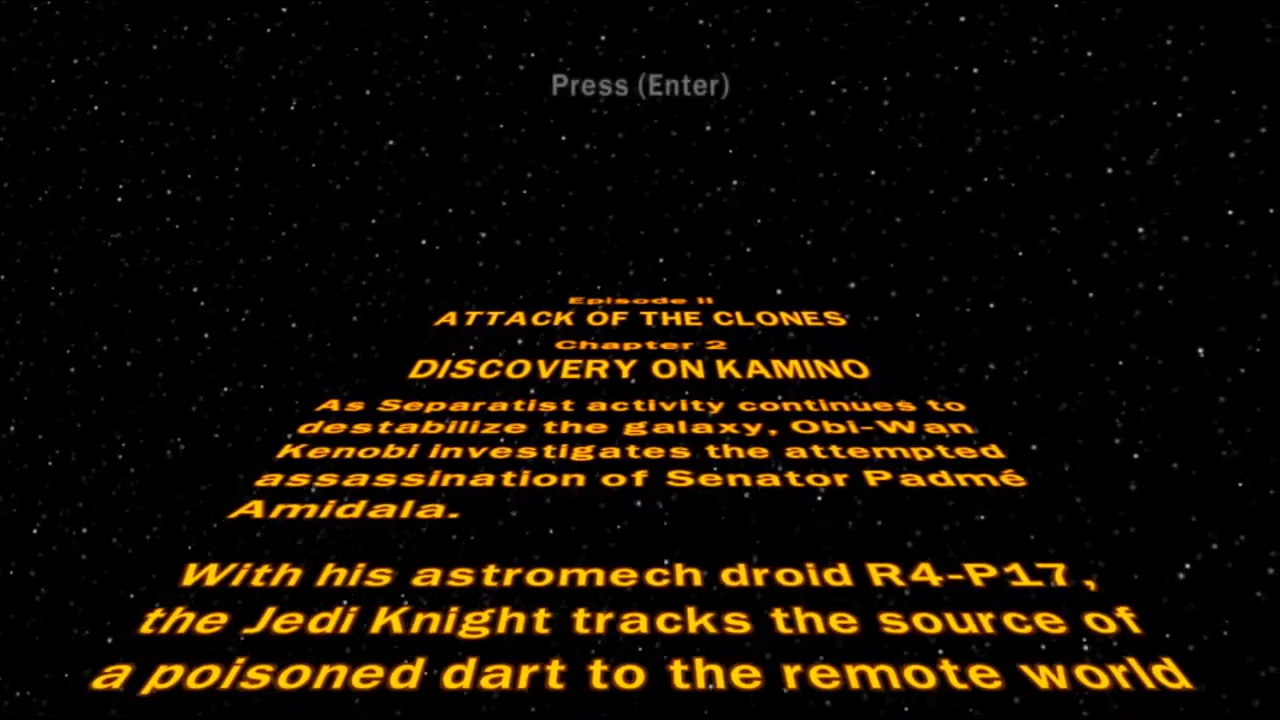 Press (Enter)
Episode II
ATTACK OF THE CLONES
Chapter 2
DISCOVERY ON KAMINO
As Separatist activity continues to
destabilize the galaxy, Obi-Wan
Kenobi investigates the attempted
assassination of Senator Padmé
Amidala.
With his astromech droid R4-P17,
the Jedi Knight tracks the source of
a poisoned dart to the remote world